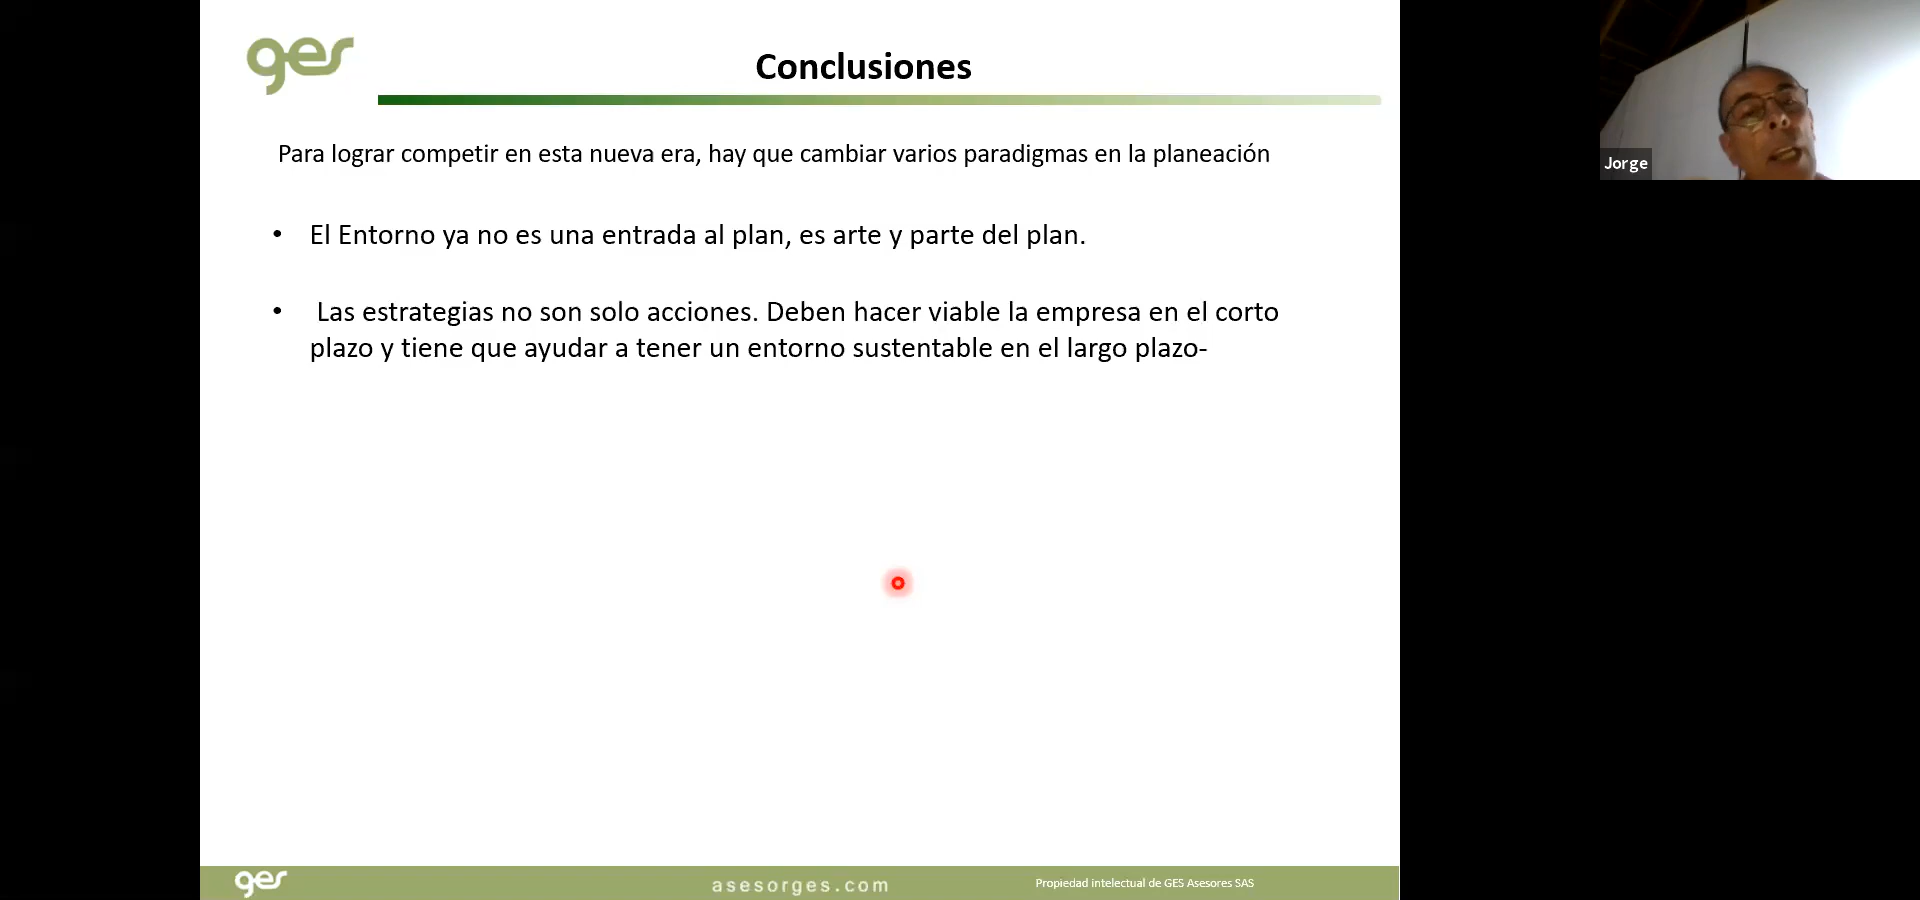 ges
Conclusiones
Para lograr competir en esta nueva era, hay que cambiar varios paradigmas en la planeación
• El Entorno ya no es una entrada al plan, es arte y parte del plan.
• Las estrategias no son solo acciones. Deben hacer viable la empresa en el corto
plazo y tiene que ayudar a tener un entorno sustentable en el largo plazo-
Jorge
ges
asesorges.com
Propiedad intelectual de GES Asesores SAS